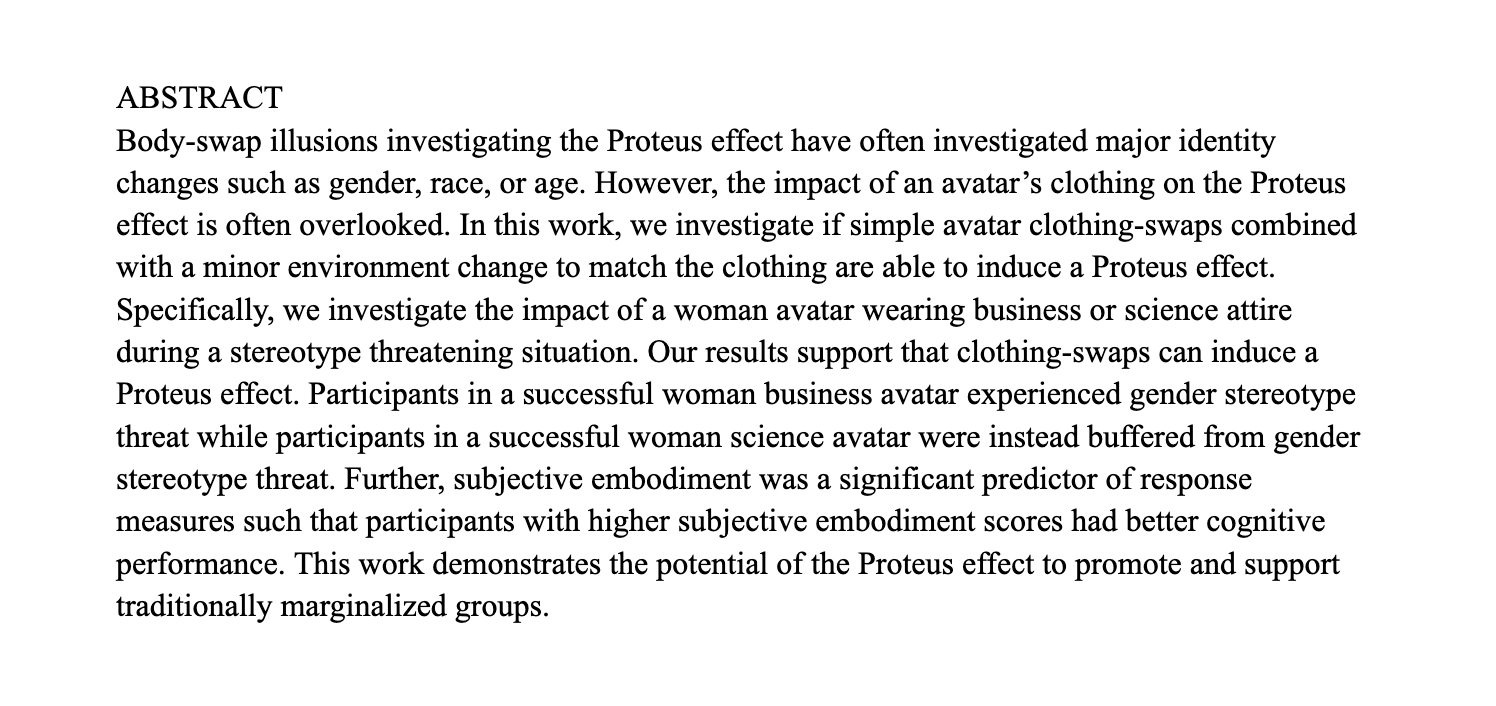 ABSTRACT
Body-swap illusions investigating the Proteus effect have often investigated major identity
changes such as gender, race, or age. However, the impact of an avatar’s clothing on the Proteus
effect is often overlooked. In this work, we investigate if simple avatar clothing-swaps combined
with a minor environment change to match the clothing are able to induce a Proteus effect.
Specifically, we investigate the impact of a woman avatar wearing business or science attire
during a stereotype threatening situation. Our results support that clothing-swaps can induce a
Proteus effect. Participants in a successful woman business avatar experienced gender stereotype
threat while participants in a successful woman science avatar were instead buffered from gender
stereotype threat. Further, subjective embodiment was a significant predictor of response
measures such that participants with higher subjective embodiment scores had better cognitive
performance. This work demonstrates the potential of the Proteus effect to promote and support
traditionally marginalized groups.